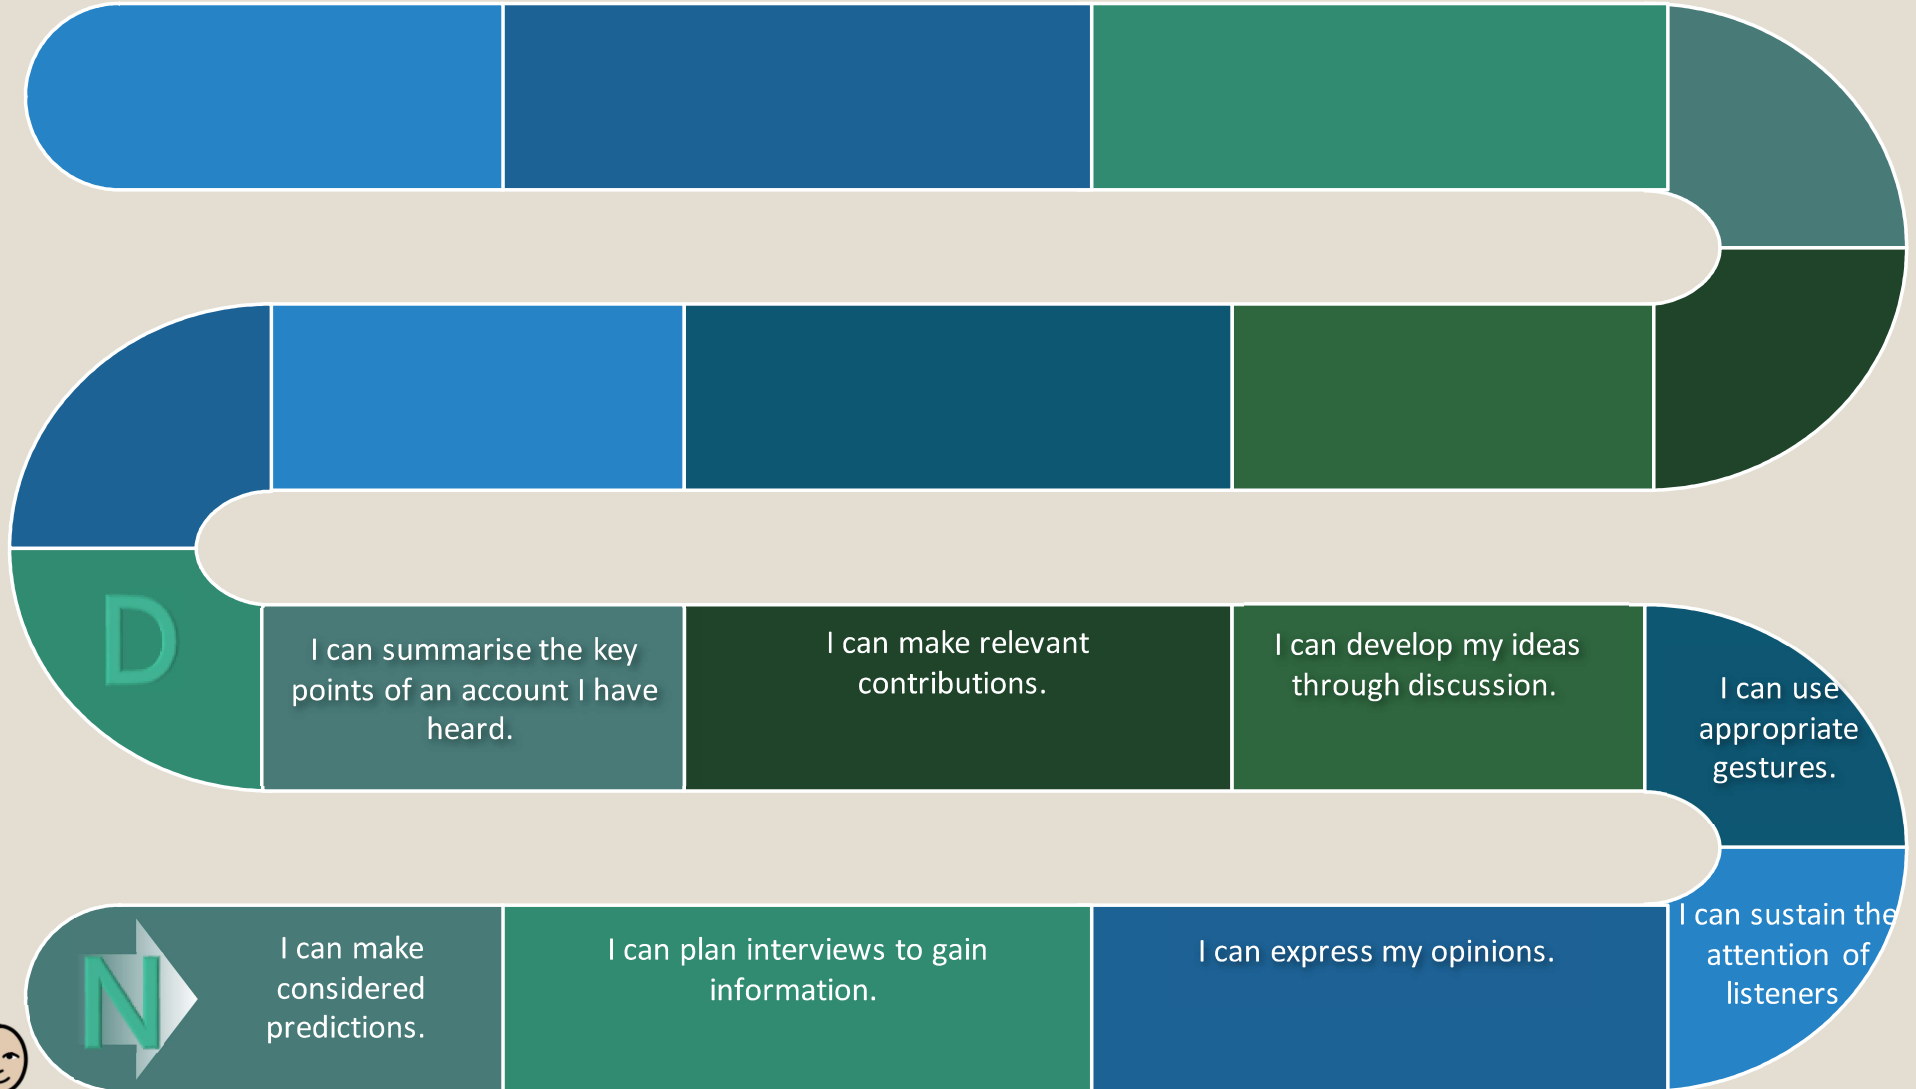 D
I can summarise the key
points of an account I have
heard.
I can make relevant
contributions.
I can develop my ideas
through discussion.
I can use
appropriate
gestures.
N
I can make
considered
predictions.
I can plan interviews to gain
information.
I can express my opinions.
I can sustain the
attention of
listeners